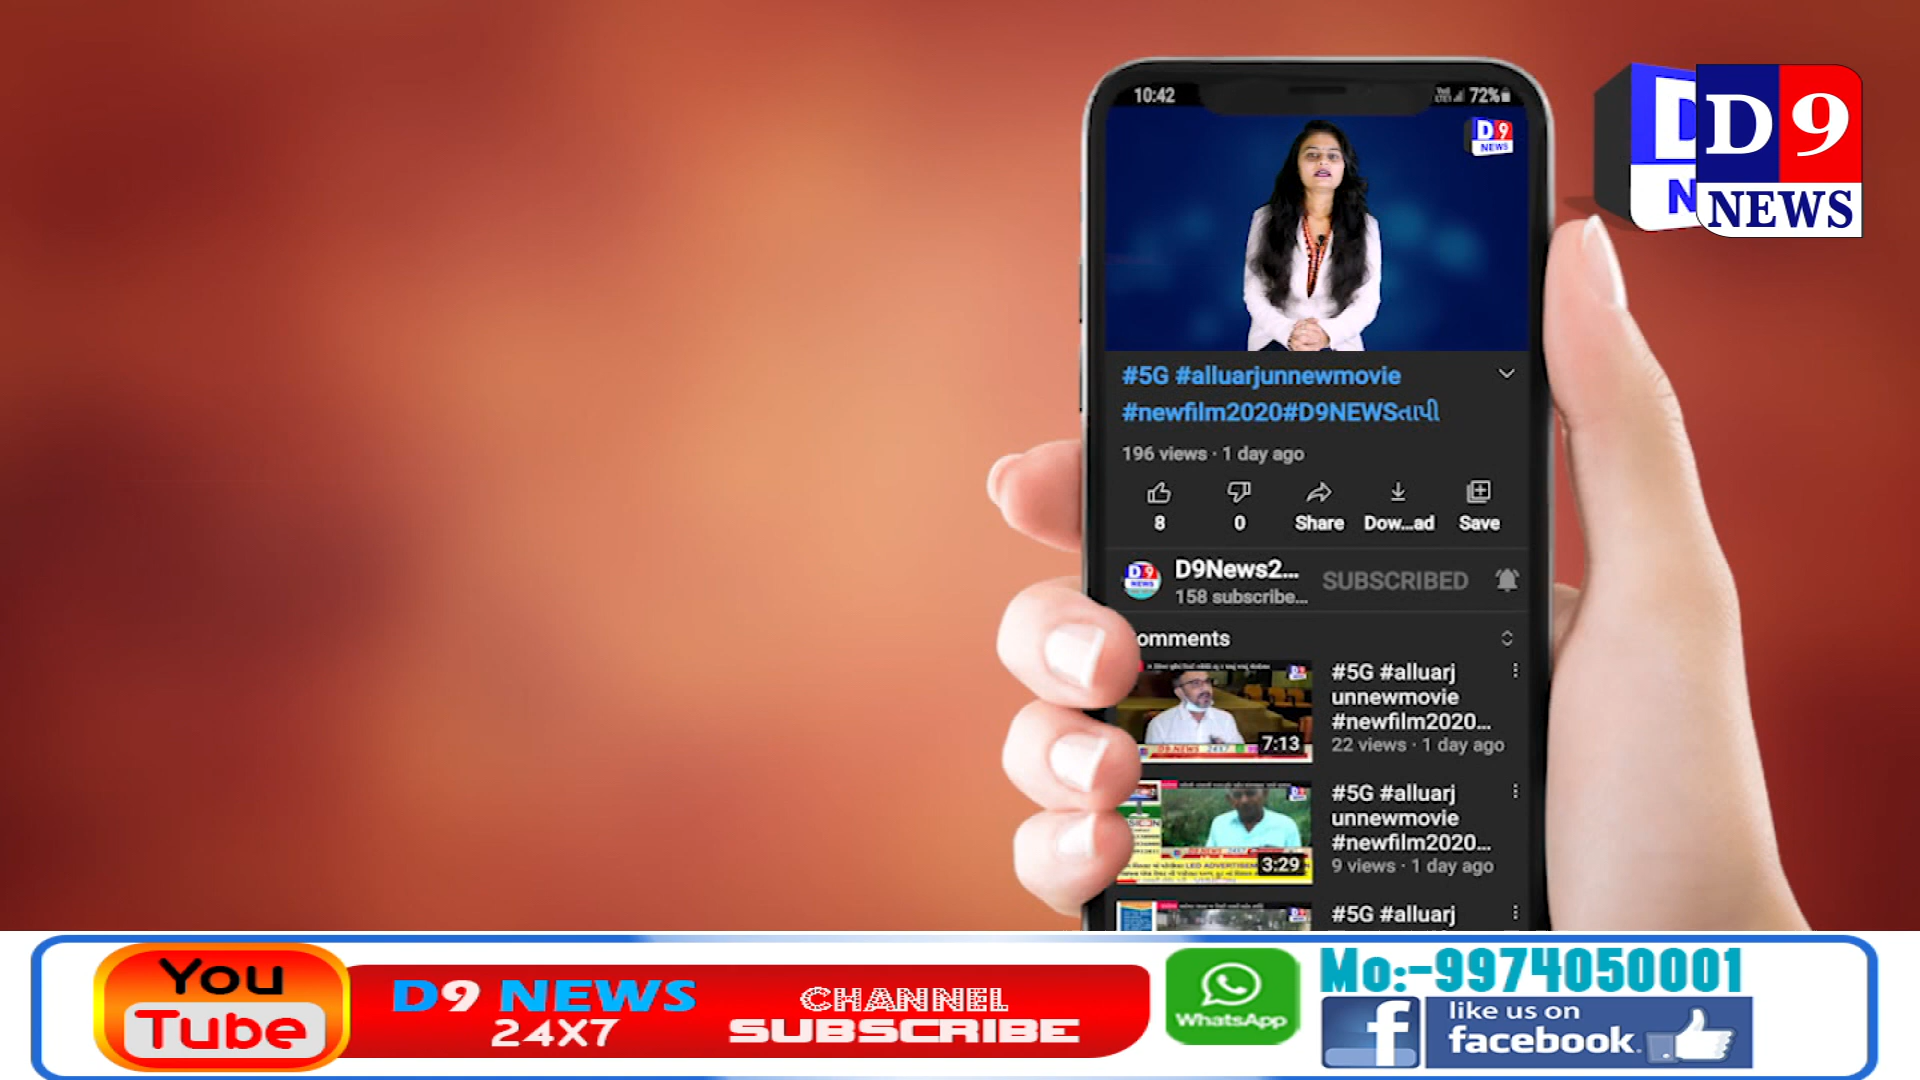 10:42
72%
D9
NEWS
D
N
D9
NEWS
#5G #alluarjunnewmovie
#newfilm2020#D9NEWSતાપી
196 views · 1 day ago
8
0
Share
Dow...ad
Save
D9
NEWS
D9News2...
158 subscribe...
SUBSCRIBED
omments
7:13
#5G #alluarj
unnewmovie
#newfilm2020...
22 views · 1 day ago
3:29
#5G #alluarj
unnewmovie
#newfilm2020...
9 views · 1 day ago
#5G #alluarj
You
Tube
D9 NEWS
24X7
CHANNEL
SUBSCRIBE
WhatsApp
Mo:-9974050001
f
like us on
facebook.